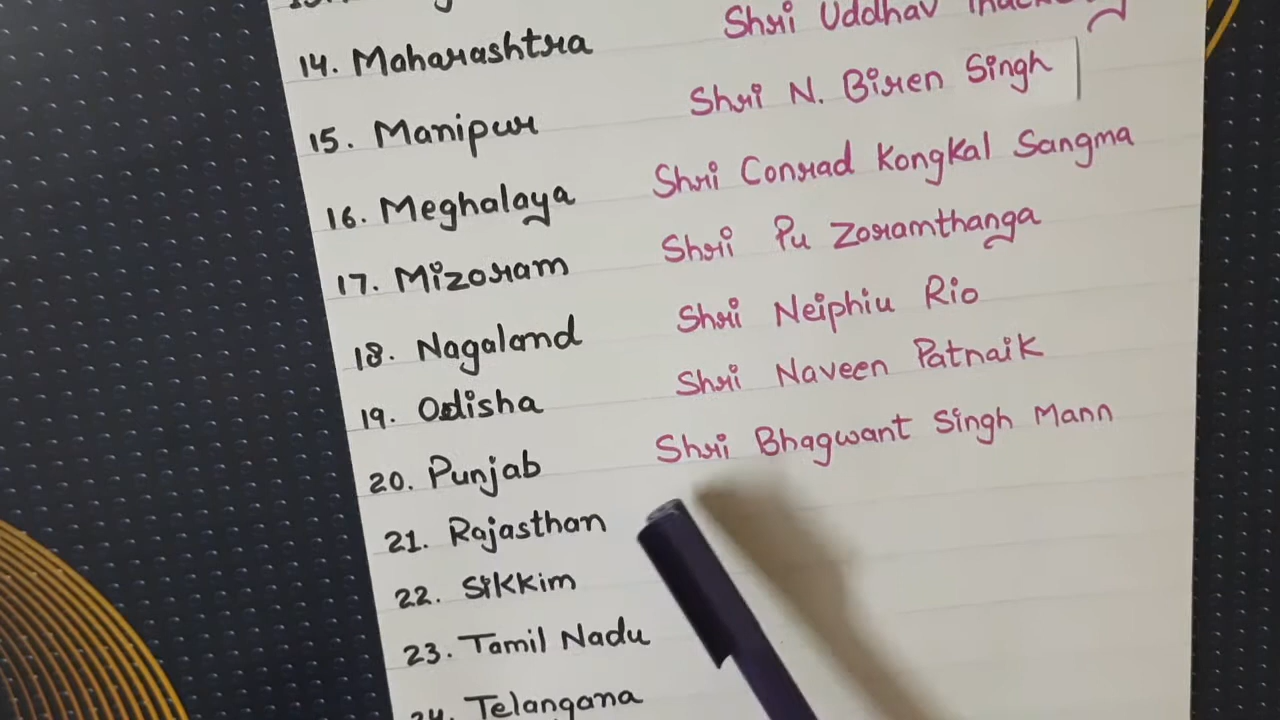 14. Maharashtra Shri Uddhav
15. Manipur Shri N. Biren Singh
16. Meghalaya Shri Conrad Kongkal Sangma
17. Mizoram Shri Pu Zoramthanga
18. Nagaland Shri Neiphiu Rio
19. Odisha Shri Naveen Patnaik
20. Punjab Shri Bhagwant Singh Mann
21. Rajasthan
22. Sikkim
23. Tamil Nadu
24. Telangana